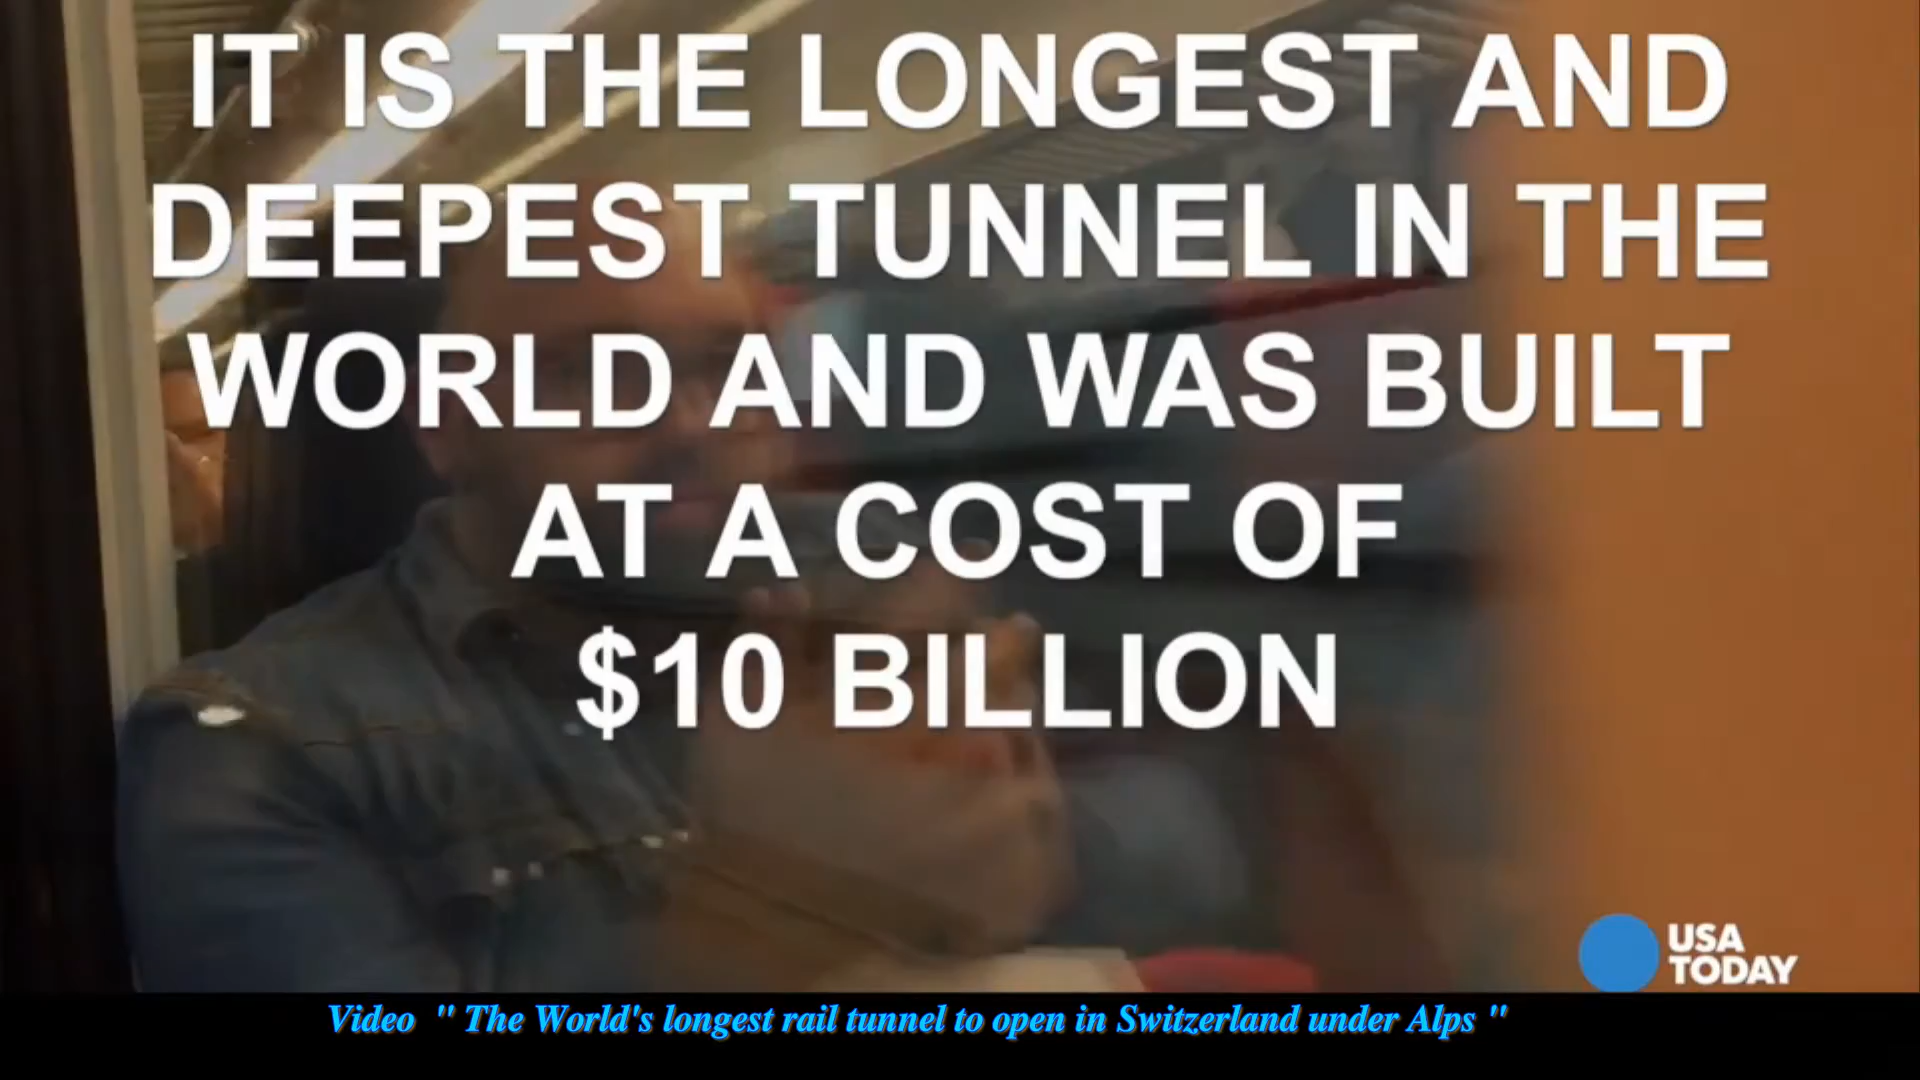 IT IS THE LONGEST AND
DEEPEST TUNNEL IN THE
WORLD AND WAS BUILT
AT A COST OF
$10 BILLION
USA
TODAY
Video " The World's longest rail tunnel to open in Switzerland under Alps "